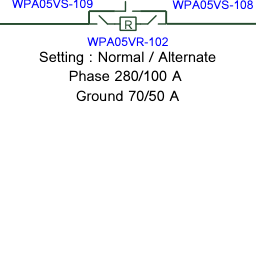 WPA05VS-109
WPA05VS-108
R
WPA05VR-102
Setting : Normal / Alternate
Phase 280/100 A
Ground 70/50 A